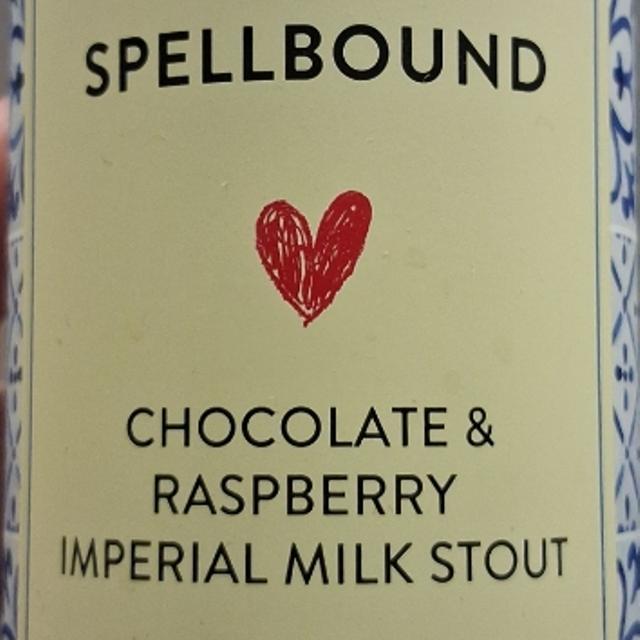 SPELLBOUND
CHOCOLATE &
RASPBERRY
IMPERIAL MILK STOUT